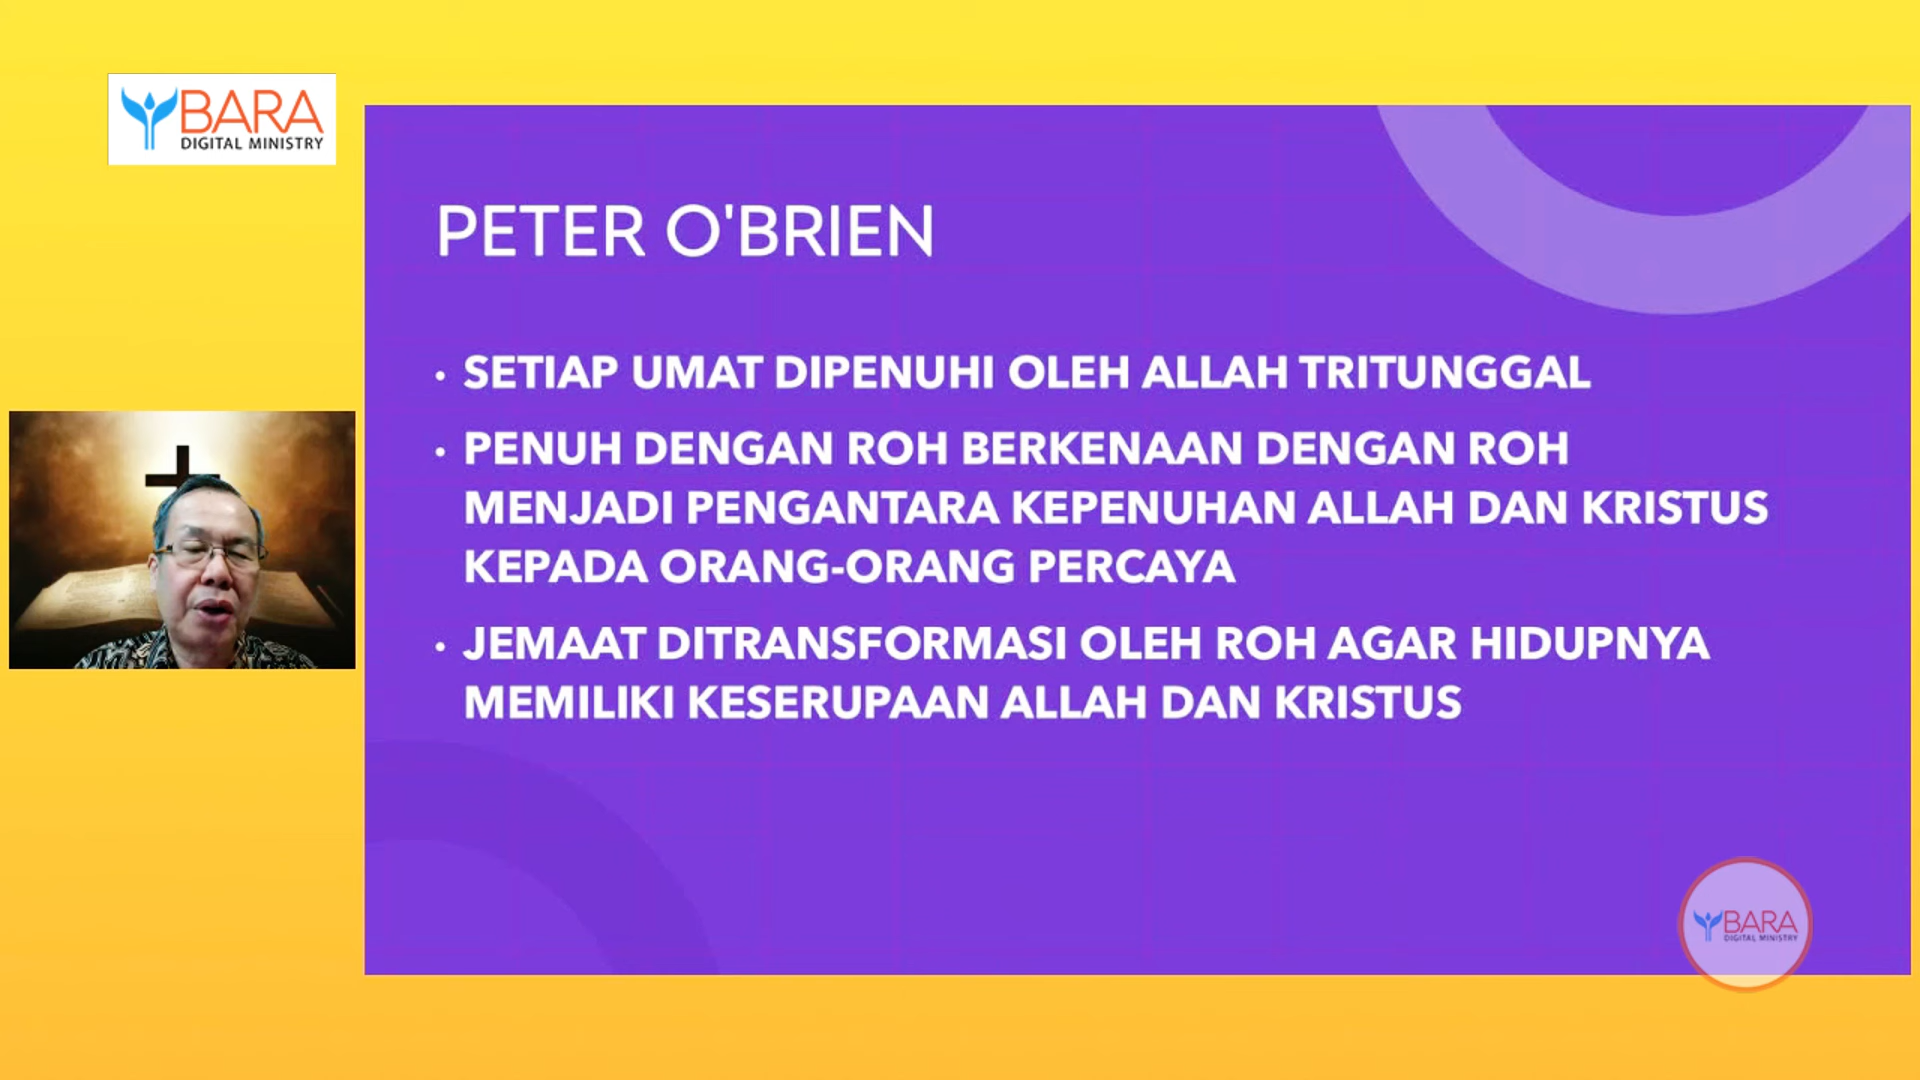 BARA
DIGITAL MINISTRY
PETER O'BRIEN
• SETIAP UMAT DIPENUHI OLEH ALLAH TRITUNGGAL
• PENUH DENGAN ROH BERKENAAN DENGAN ROH
MENJADI PENGANTARA KEPENUHAN ALLAH DAN KRISTUS
KEPADA ORANG-ORANG PERCAYA
• JEMAAT DITRANSFORMASI OLEH ROH AGAR HIDUPNYA
MEMILIKI KESERUPAAN ALLAH DAN KRISTUS
BARA
DIGITAL MINISTRY